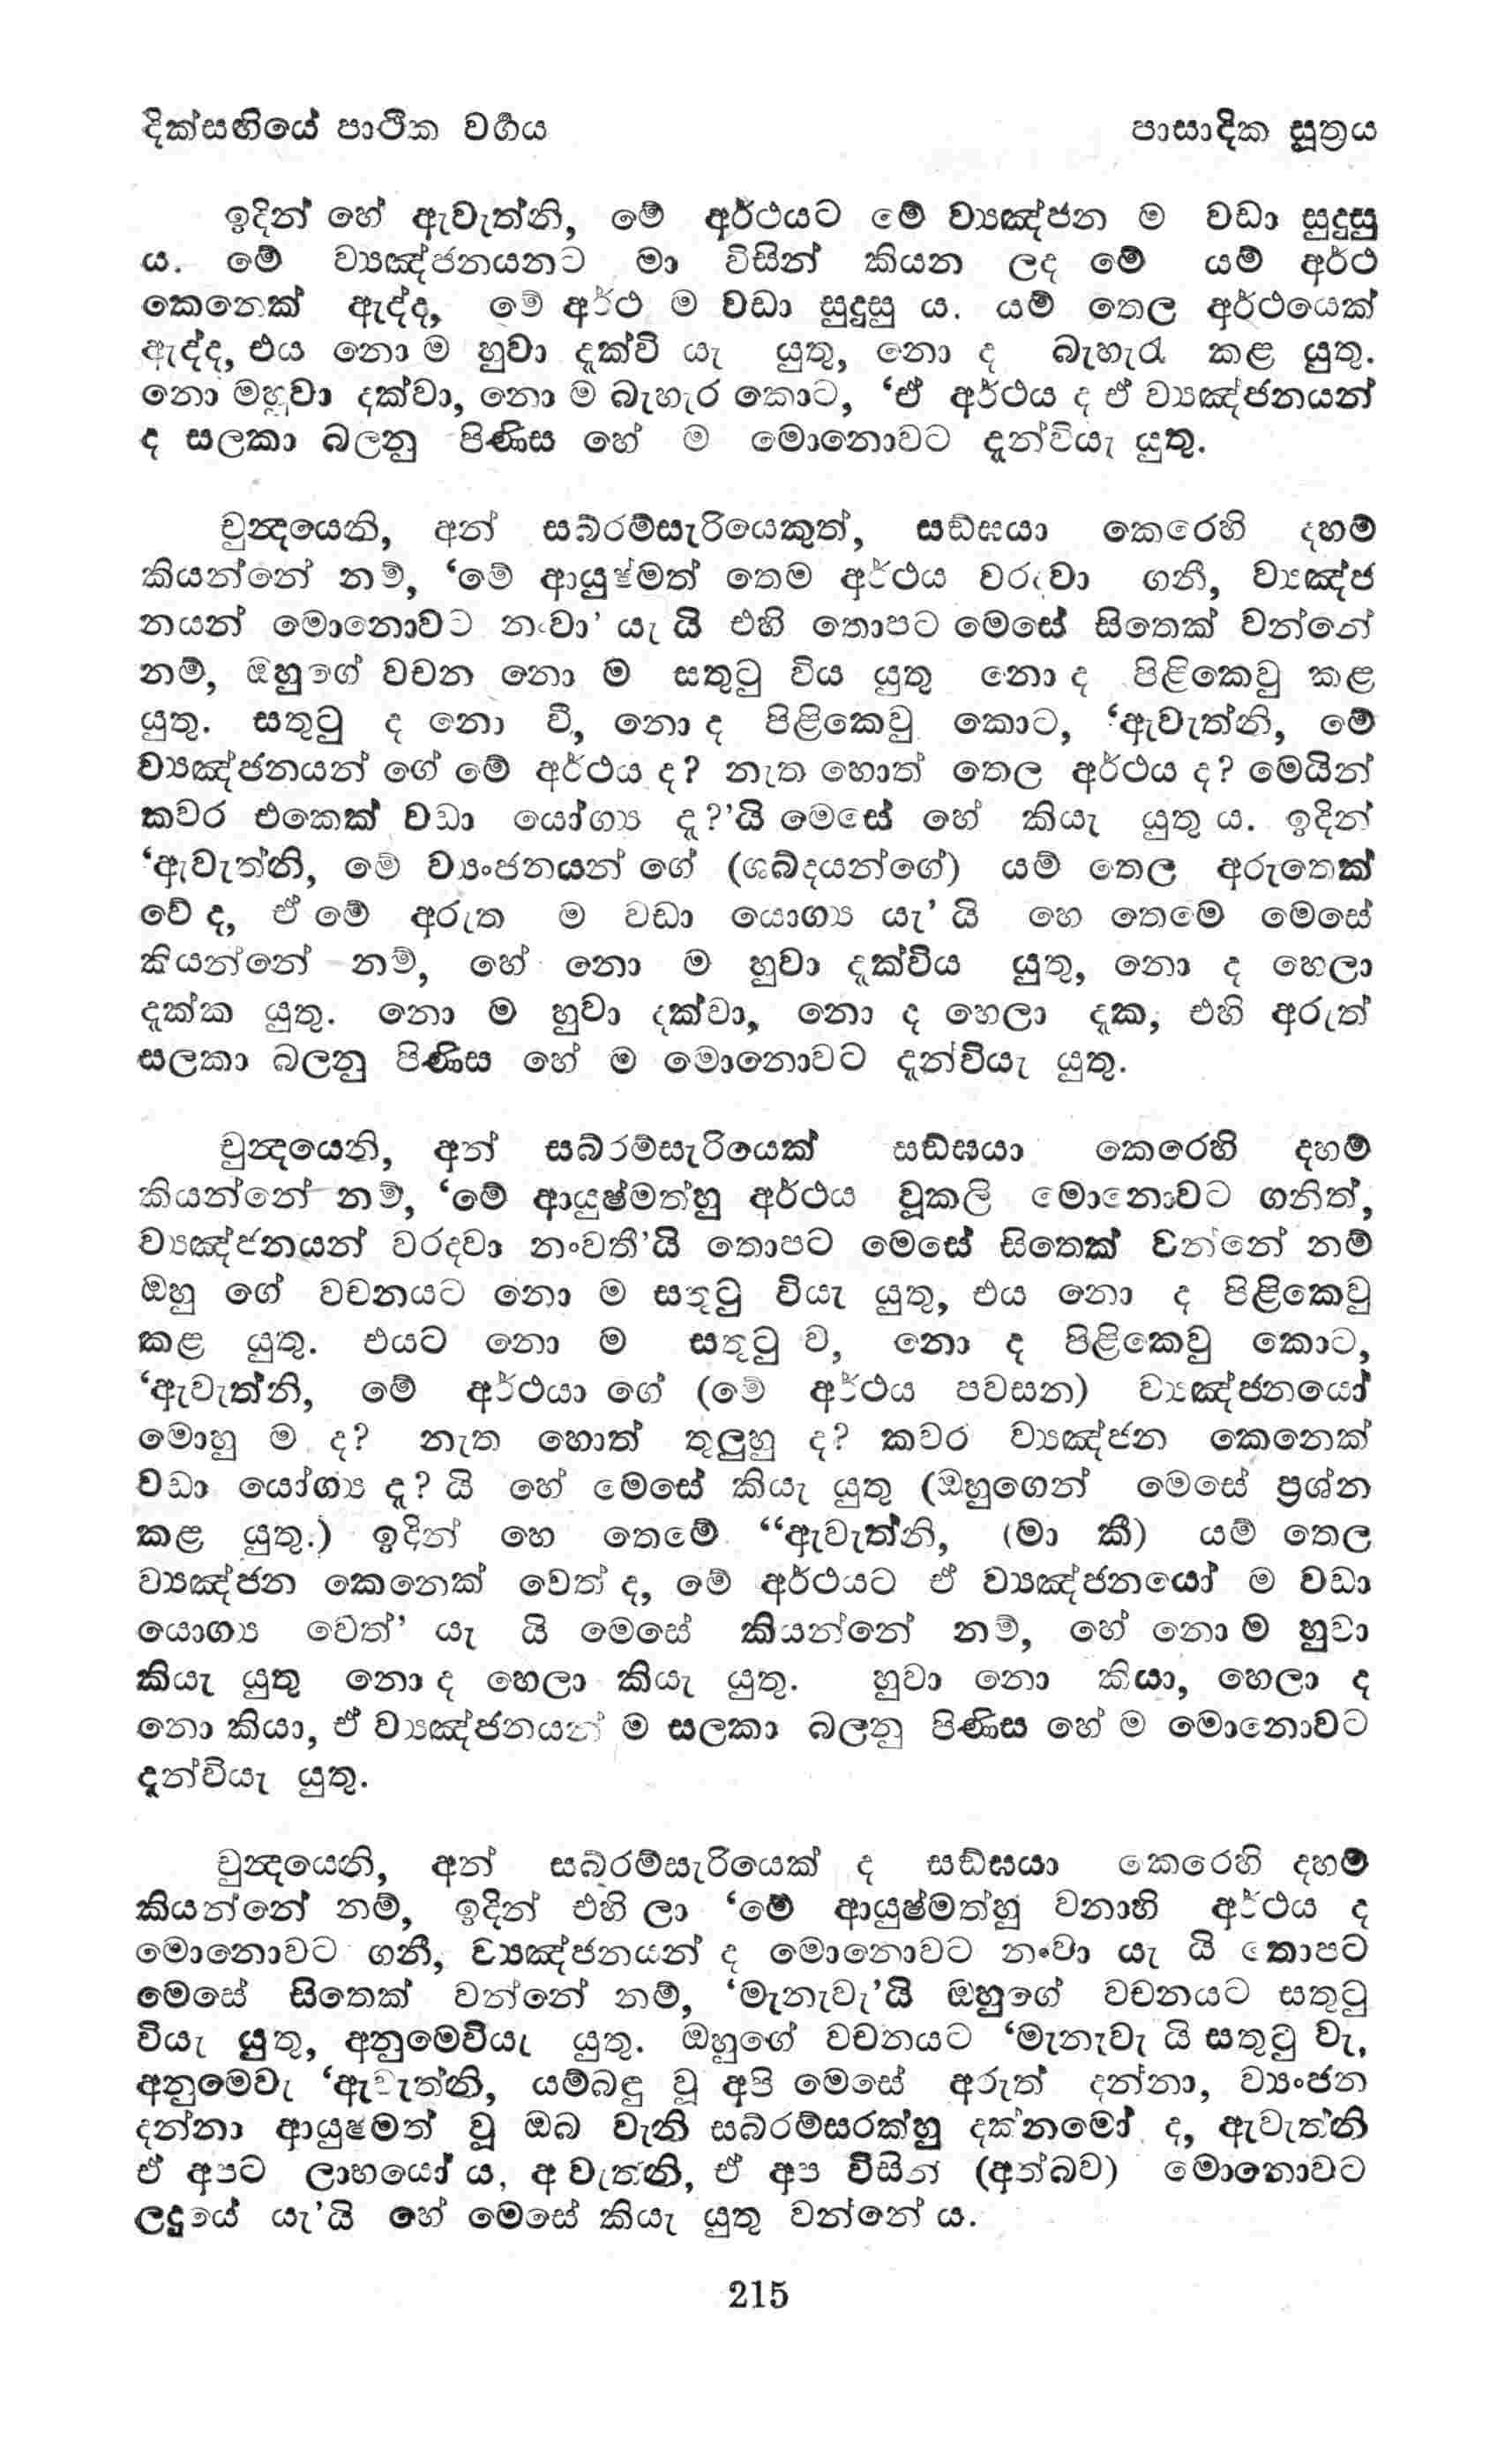 දික්සඟියේ පාථික වර්‍ගය
පාසාදික සූත්‍රය
ඉදින් හේ ඇවැත්නි, මේ අර්ථයට මේ ව්‍යඤ්ජන ම වඩා සුදුසු
ය. මේ ව්‍යඤ්ජනයනට මා විසින් කියන ලද මේ යම් අර්ථ
කෙනෙක් ඇද්ද, මේ අර්ථ ම වඩා සුදුසු ය. යම් තෙල අර්ථයෙක්
ඇද්ද, එය නො ම හුවා දැක්වි යැ යුතු, නො ද බැහැරැ කළ යුතු.
නො මහුවා දක්වා, නො ම බැහැර කොට, ‘ඒ අර්ථය ද ඒ ව්‍යඤ්ජනයන්
ද සලකා බලනු පිණිස හේ ම මොනොවට දැන්වියැ යුතු.
චුන්‍දයෙනි, අන් සබ්රම්සැරියෙකුත්, සඞ්ඝයා කෙරෙහි දහම්
කියන්නේ නම්, ‘මේ ආයුෂ්මත් තෙම අර්ථය වරදවා ගනී, ව්‍යඤ්ජ
නයන් මොනොවට නංවා’ යැ යි එහි තොපට මෙසේ සිතෙක් වන්නේ
නම්, ඔහුගේ වචන නො ම සතුටු විය යුතු නො ද පිළිකෙව් කළ
යුතු. සතුටු ද නො වී, නො ද පිළිකෙව් කොට, ‘ඇවැත්නි, මේ
ව්‍යඤ්ජනයන් ගේ මේ අර්ථය ද? නැත හොත් තෙල අර්ථය ද? මෙයින්
කවර එකෙක් වඩා යෝග්‍ය දැ?’යි මෙසේ හේ කියැ යුතු ය. ඉදින්
‘ඇවැත්නි, මේ ව්‍යංජනයන් ගේ (ශබ්දයන්ගේ) යම් තෙල අරුතෙක්
වේ ද, ඒ මේ අරුත ම වඩා යොග්‍ය යැ’ යි හෙ තෙමෙ මෙසේ
කියන්නේ නම්, හේ නො ම හුවා දැක්විය යුතු, නො ද හෙලා
දැක්ක යුතු. නො ම හුවා දක්වා, නො ද හෙලා දැක, එහි අරුත්
සලකා බලනු පිණිස හේ ම මොනොවට දැන්වියැ යුතු.
චුන්‍දයෙනි, අන් සබ්රම්සැරියෙක් සඞ්ඝයා කෙරෙහි දහම්
කියන්නේ නම්, ‘මේ ආයුෂ්මත්හු අර්ථය වූකලි මොනොවට ගනිත්,
ව්‍යඤ්ජනයන් වරදවා නංවතී’යි තොපට මෙසේ සිතෙක් වන්නේ නම්
ඔහු ගේ වචනයට නො ම සතුටු වියැ යුතු, එය නො ද පිළිකෙව්
කළ යුතු. එයට නො ම සතුටු ව, නො ද පිළිකෙව් කොට,
‘ඇවැත්නි, මේ අර්ථයා ගේ (මේ අර්ථය පවසන) ව්‍යඤ්ජනයෝ
මොහු ම ද? නැත හොත් තුලුහු ද? කවර ව්‍යඤ්ජන කෙනෙක්
වඩා යෝග්‍ය දැ? යි හේ මෙසේ කියැ යුතු (ඔහුගෙන් මෙසේ ප්‍රශ්න
කළ යුතු.) ඉදින් හෙ තෙමේ “ඇවැත්නි, (මා කී) යම් තෙල
ව්‍යඤ්ජන කෙනෙක් වෙත් ද, මේ අර්ථයට ඒ ව්‍යඤ්ජනයෝ ම වඩා
යොග්‍ය වෙත්’ යැ යි මෙසේ කියන්නේ නම්, හේ නො ම හුවා
කියැ යුතු නො ද හෙලා කියැ යුතු. හුවා නො කියා, හෙලා ද
නො කියා, ඒ ව්‍යඤ්ජනයන් ම සලකා බලනු පිණිස හේ ම මොනොවට
දැන්වියැ යුතු.
චුන්‍දයෙනි, අන් සබ්රම්සැරියෙක් ද සඞ්ඝයා කෙරෙහි දහම්
කියන්නේ නම්, ඉදින් එහි ලා ‘මේ ආයුෂ්මත්හු වනාහි අර්ථය ද
මොනොවට ගනී, ව්‍යඤ්ජනයන් ද මොනොවට නංවා යැ යි තොපට
මෙසේ සිතෙක් වන්නේ නම්, ‘මැනැවැ’යි ඔහුගේ වචනයට සතුටු
වියැ යුතු, අනුමෙවියැ යුතු. ඔහුගේ වචනයට ‘මැනැවැ යි සතුටු වැ,
අනුමෙවැ ‘ඇවැත්නි, යම්බඳු වූ අපි මෙසේ අරුත් දන්නා, ව්‍යංජන
දන්නා ආයුෂමත් වූ ඔබ වැනි සබ්රම්සරක්හු දක්නමෝ ද, ඇවැත්නි
ඒ අපට ලාභයෝ ය, අ වැත්නි, ඒ අප විසින් (අත්බව) මොනොවට
ලදුයේ යැ’යි හේ මෙසේ කියැ යුතු වන්නේ ය.
215